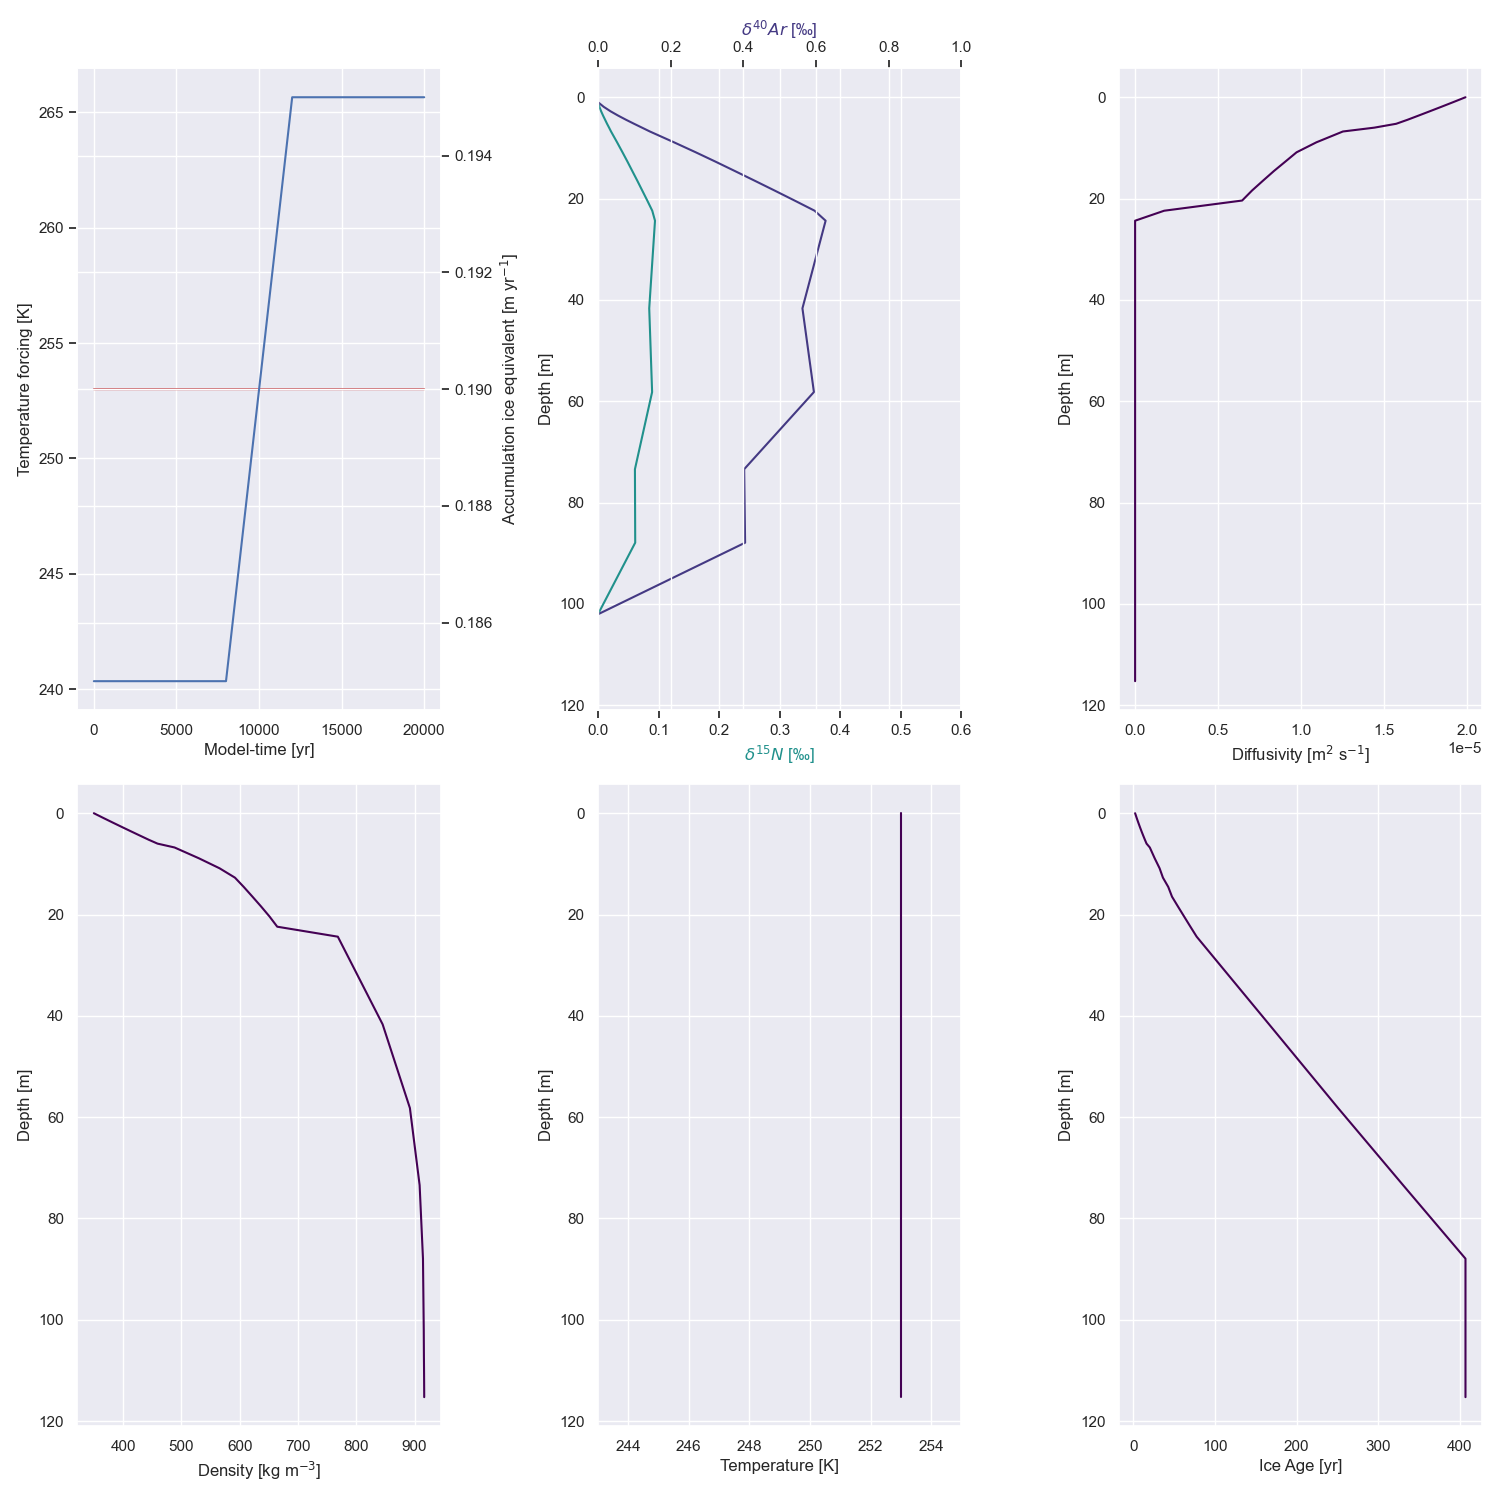 Temperature forcing [K]
265
260
255
250
245
240
0 5000 10000 15000 20000
Model-time [yr]
0.194
0.192
0.190
0.188
0.186
Accumulation ice equivalent [m yr⁻¹]
δ⁴⁰Ar [‰]
0.0 0.2 0.4 0.6 0.8 1.0
Depth [m]
0
20
40
60
80
100
120
0.0 0.1 0.2 0.3 0.4 0.5 0.6
δ¹⁵N [‰]
Depth [m]
0
20
40
60
80
100
120
0.0 0.5 1.0 1.5 2.0
1e−5
Diffusivity [m² s⁻¹]
Depth [m]
0
20
40
60
80
100
120
400 500 600 700 800 900
Density [kg m⁻³]
Depth [m]
0
20
40
60
80
100
120
244 246 248 250 252 254
Temperature [K]
Depth [m]
0
20
40
60
80
100
120
0 100 200 300 400
Ice Age [yr]